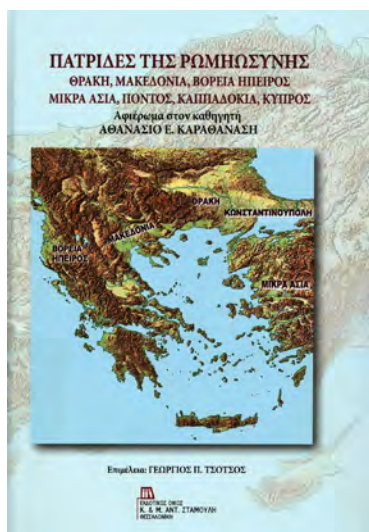 ΠΑΤΡΙΔΕΣ ΤΗΣ ΡΩΜΗΩΣΥΝΗΣ
ΘΡΑΚΗ, ΜΑΚΕΔΟΝΙΑ, ΒΟΡΕΙΑ ΗΠΕΙΡΟΣ
ΜΙΚΡΑ ΑΣΙΑ, ΠΟΝΤΟΣ, ΚΑΠΠΑΔΟΚΙΑ, ΚΥΠΡΟΣ
Αφιέρωμα στον καθηγητή
ΑΘΑΝΑΣΙΟ Ε. ΚΑΡΑΘΑΝΑΣΗ
ΘΡΑΚΗ
ΚΩΝΣΤΑΝΤΙΝΟΥΠΟΛΗ
ΜΑΚΕΔΟΝΙΑ
ΒΟΡΕΙΑ
ΗΠΕΙΡΟΣ
ΜΙΚΡΑ ΑΣΙΑ
Επιμέλεια: ΓΕΩΡΓΙΟΣ Π. ΤΣΟΤΣΟΣ
ΕΚΔΟΤΙΚΟΣ ΟΙΚΟΣ
Κ. & Μ. ΑΝΤ. ΣΤΑΜΟΥΛΗ
ΘΕΣΣΑΛΟΝΙΚΗ